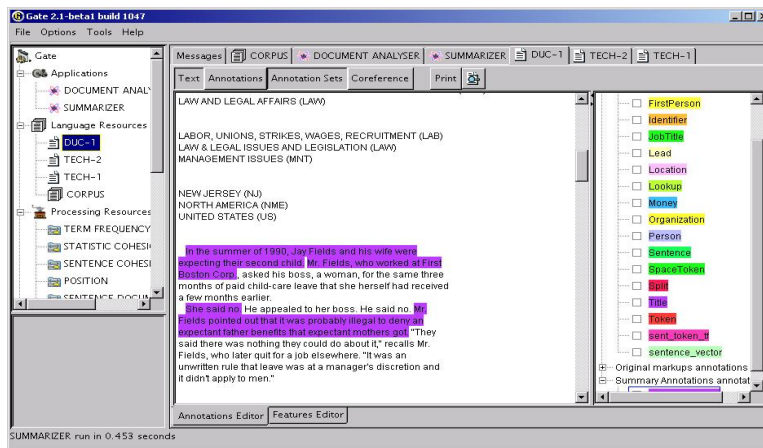 Gate 2.1-beta1 build 1047
File Options Tools Help
Gate
Applications
DOCUMENT ANALY
SUMMARIZER
Language Resources
DUC-1
TECH-2
TECH-1
CORPUS
Processing Resources
TERM FREQUENCY
STATISTIC COHESI
SENTENCE COHESI
POSITION
SENTENCE DOCUM
Messages CORPUS DOCUMENT ANALYSER SUMMARIZER DUC-1 TECH-2 TECH-1
Text Annotations Annotation Sets Coreference Print
LAW AND LEGAL AFFAIRS (LAW)
LABOR, UNIONS, STRIKES, WAGES, RECRUITMENT (LAB)
LAW & LEGAL ISSUES AND LEGISLATION (LAW)
MANAGEMENT ISSUES (MNT)
NEW JERSEY (NJ)
NORTH AMERICA (NME)
UNITED STATES (US)
In the summer of 1990, Jay Fields and his wife were
expecting their second child. Mr. Fields, who worked at First
Boston Corp., asked his boss, a woman, for the same three
months of paid child-care leave that she herself had received
a few months earlier.
She said no. He appealed to her boss. He said no. Mr.
Fields pointed out that it was probably illegal to deny an
expectant father benefits that expectant mothers got. "They
said there was nothing they could do about it," recalls Mr.
Fields, who later quit for a job elsewhere. "It was an
unwritten rule that leave was at a manager's discretion and
it didn't apply to men."
FirstPerson
Identifier
JobTitle
Lead
Location
Lookup
Money
Organization
Person
Sentence
SpaceToken
Split
Title
Token
sent_token_tf
sentence_vector
Original markups annotations
Summary Annotations annotat
Annotations Editor Features Editor
SUMMARIZER run in 0.453 seconds